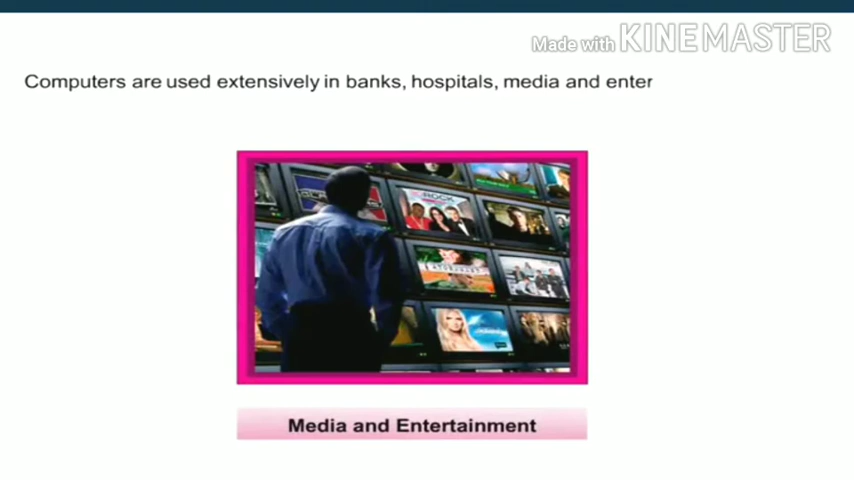 Made with KINEMASTER
Computers are used extensively in banks, hospitals, media and enter
Media and Entertainment